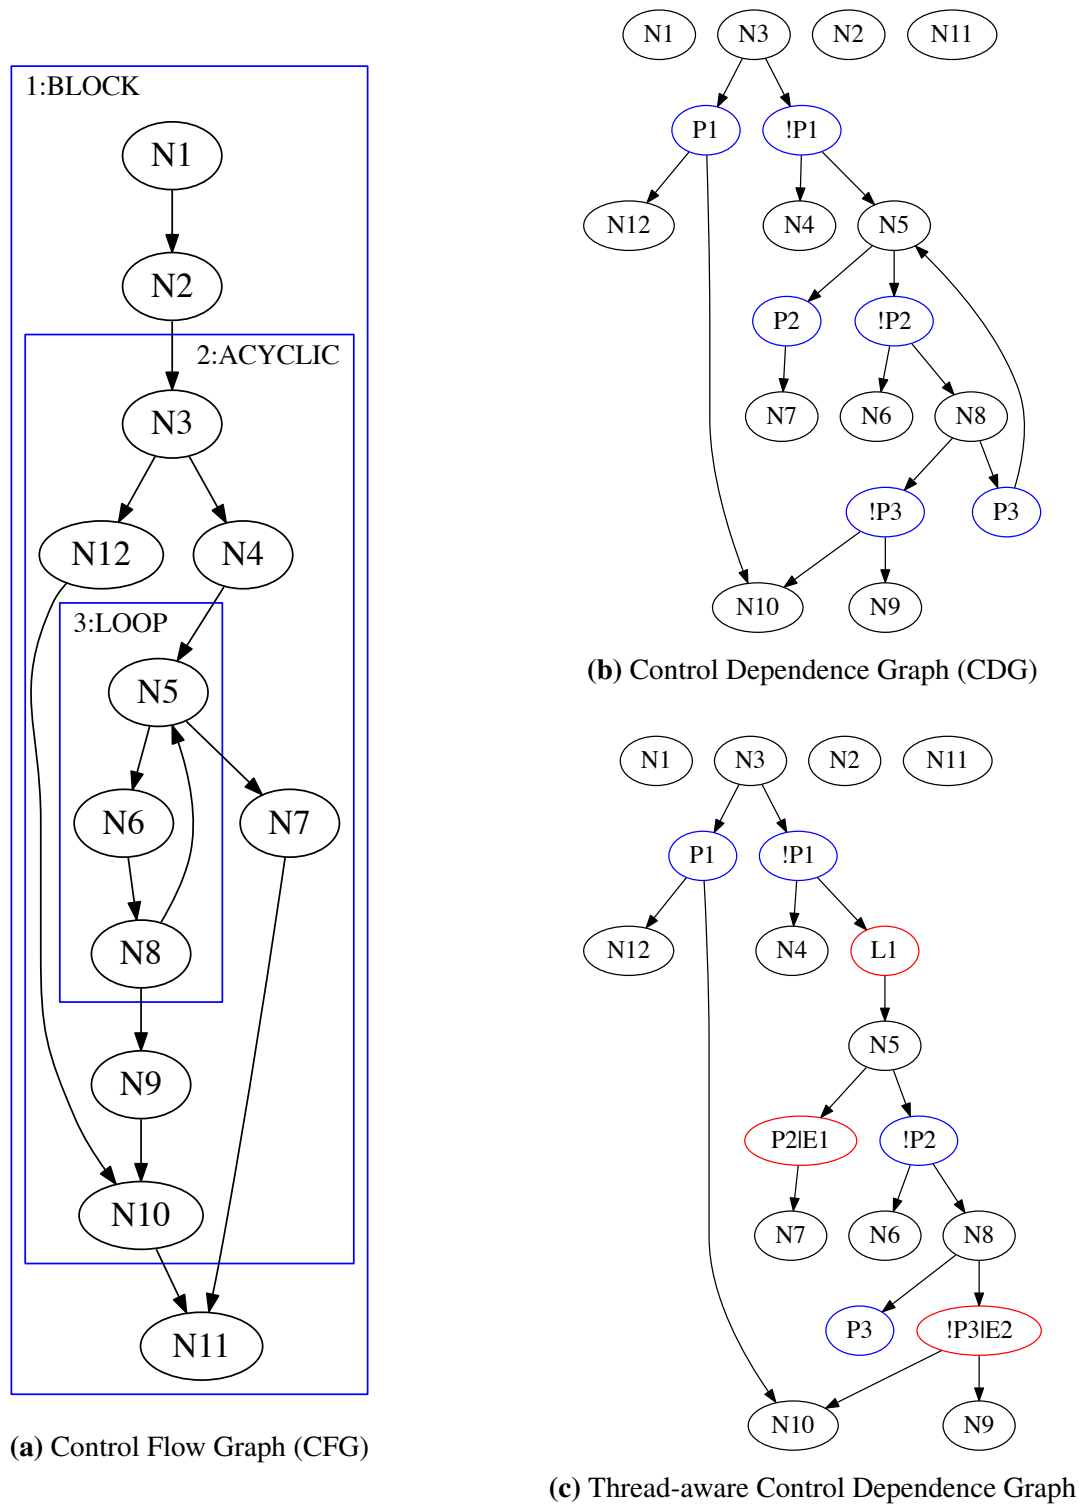 1:BLOCK
N1
N2
2:ACYCLIC
N3
N12 N4
3:LOOP
N5
N6 N7
N8
N9
N10
N11
(a) Control Flow Graph (CFG)
N1 N3 N2 N11
P1 !P1
N12 N4 N5
P2 !P2
N7 N6 N8
!P3 P3
N10 N9
(b) Control Dependence Graph (CDG)
N1 N3 N2 N11
P1 !P1
N12 N4 L1
N5
P2|E1 !P2
N7 N6 N8
P3 !P3|E2
N10 N9
(c) Thread-aware Control Dependence Graph